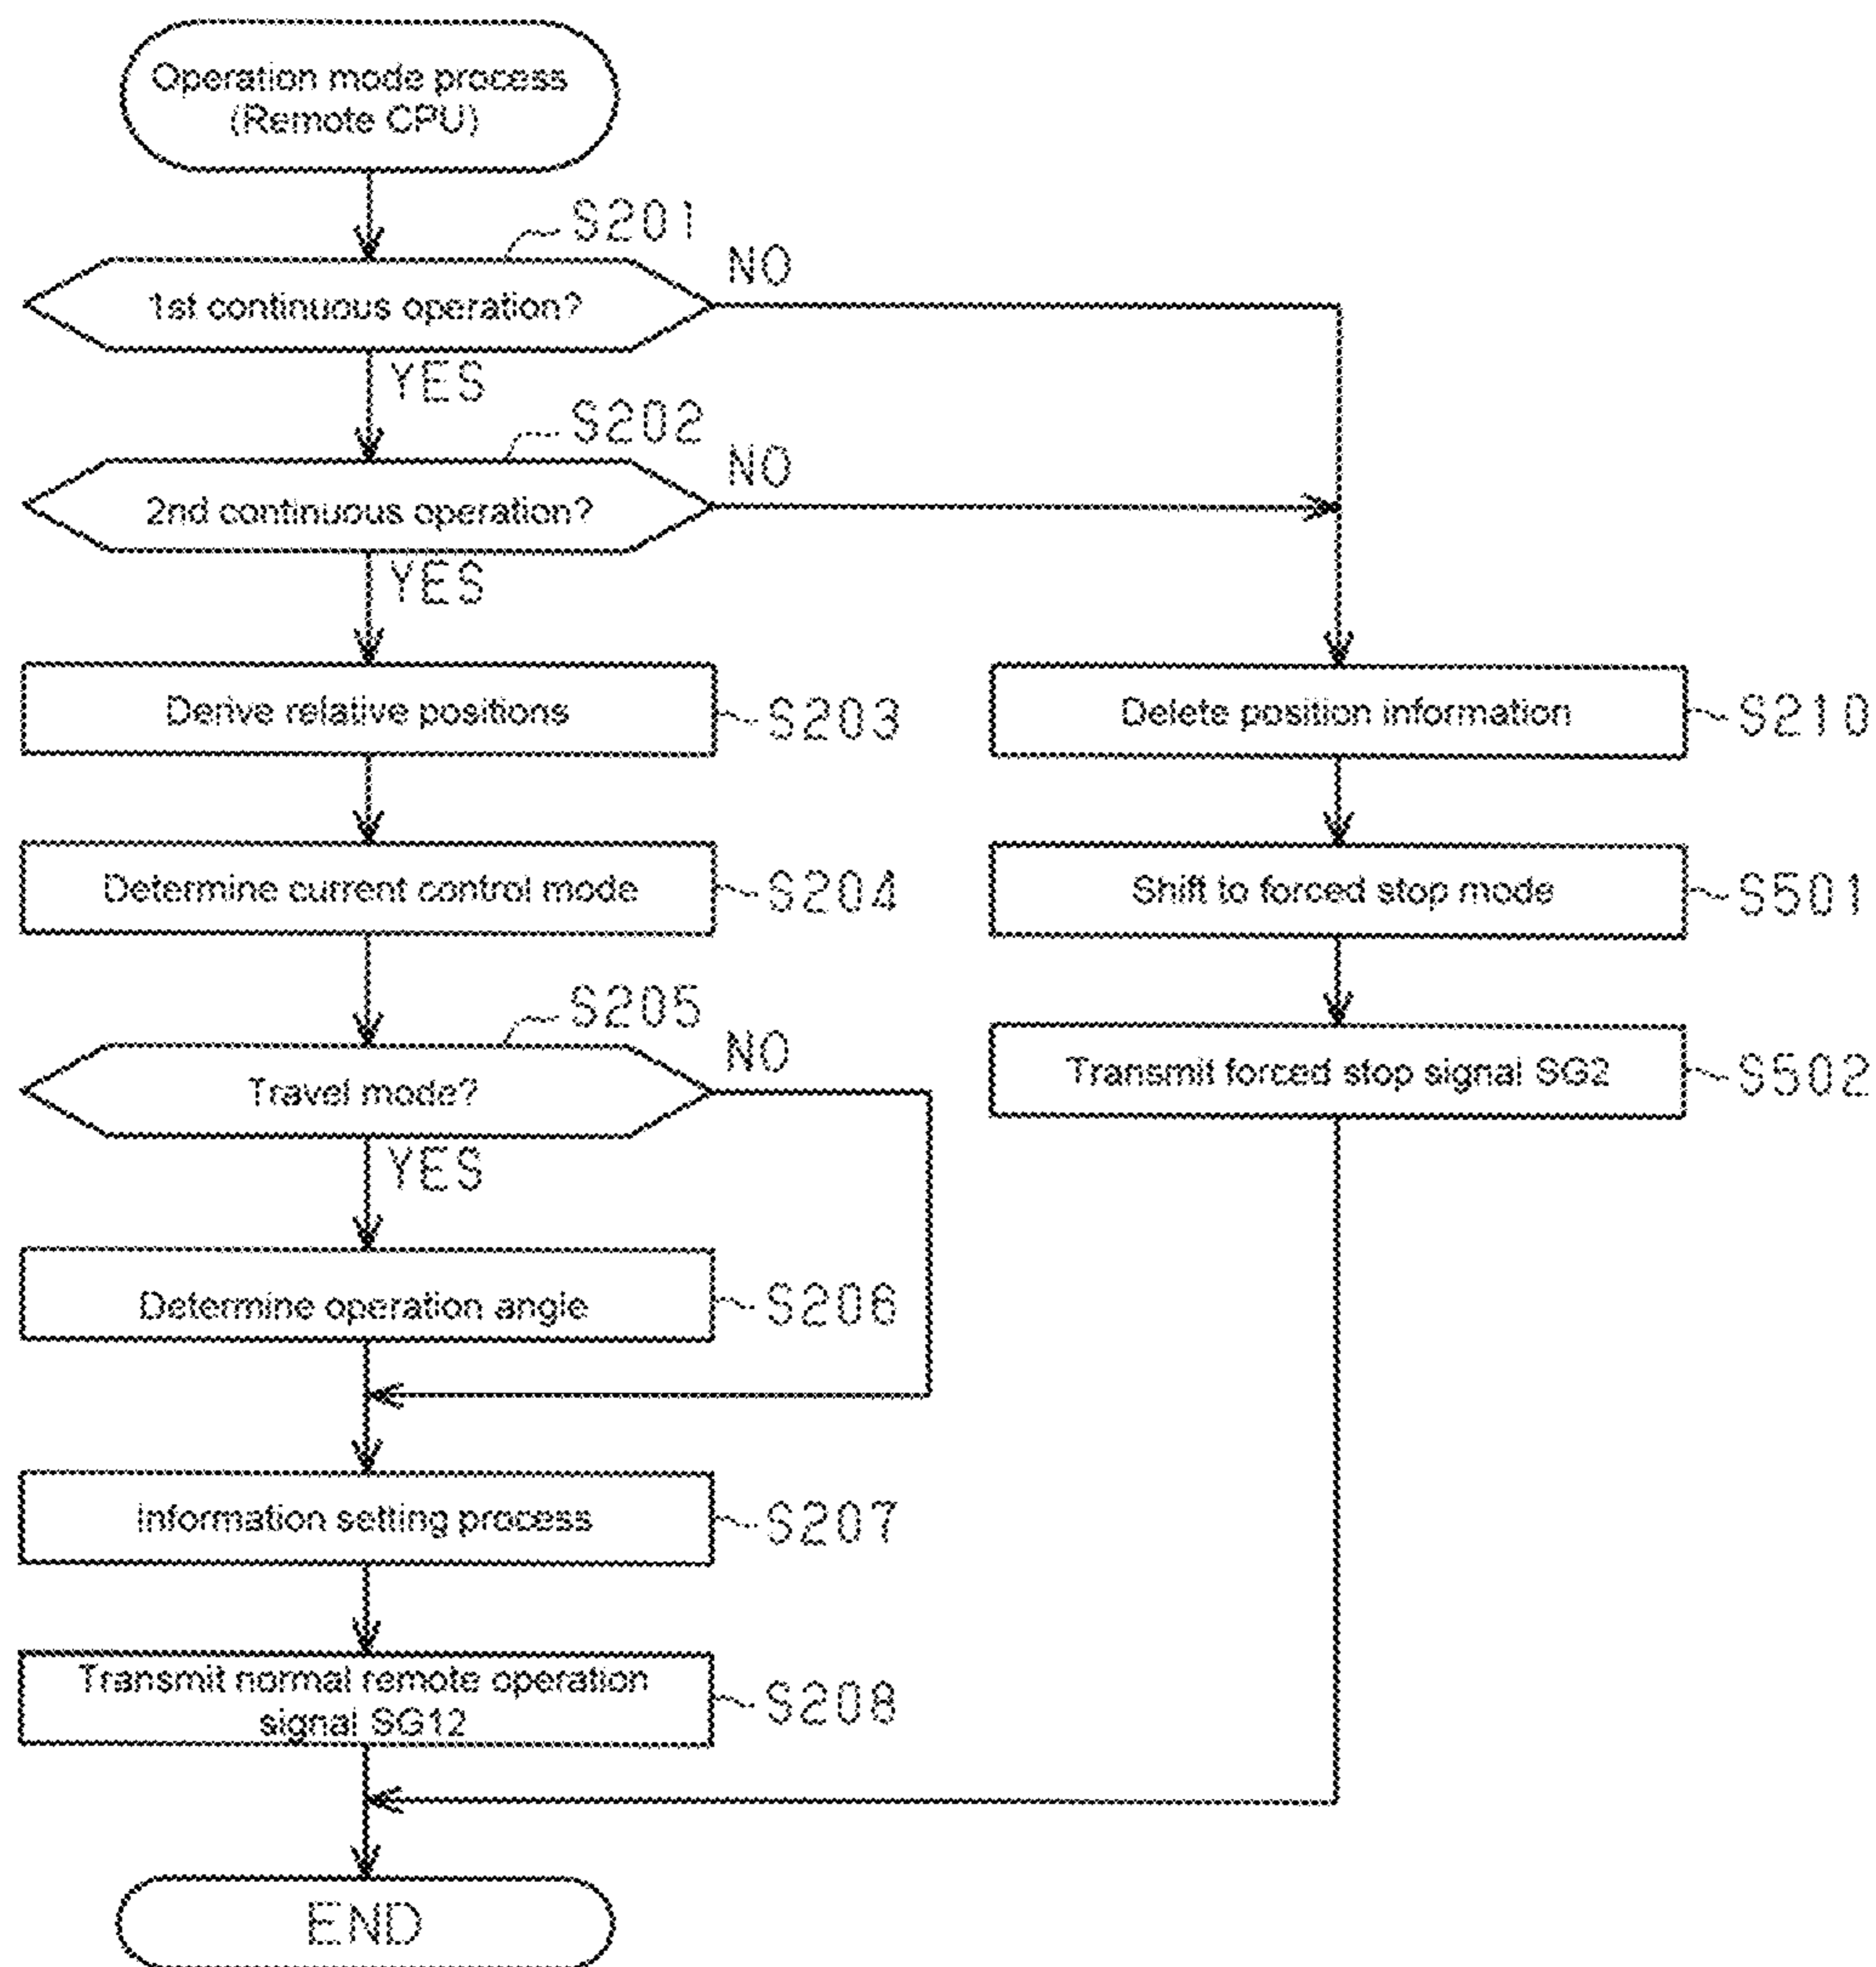 Operation mode process
(Remote CPU)
S201
1st continuous operation?
NO
YES
S202
2nd continuous operation?
NO
YES
Derive relative positions
S203
Delete position information
S210
Determine current control mode
S204
Shift to forced stop mode
S501
S205
Travel mode?
NO
YES
Transmit forced stop signal SG2
S502
Determine operation angle
S206
Information setting process
S207
Transmit normal remote operation
signal SG12
S208
END